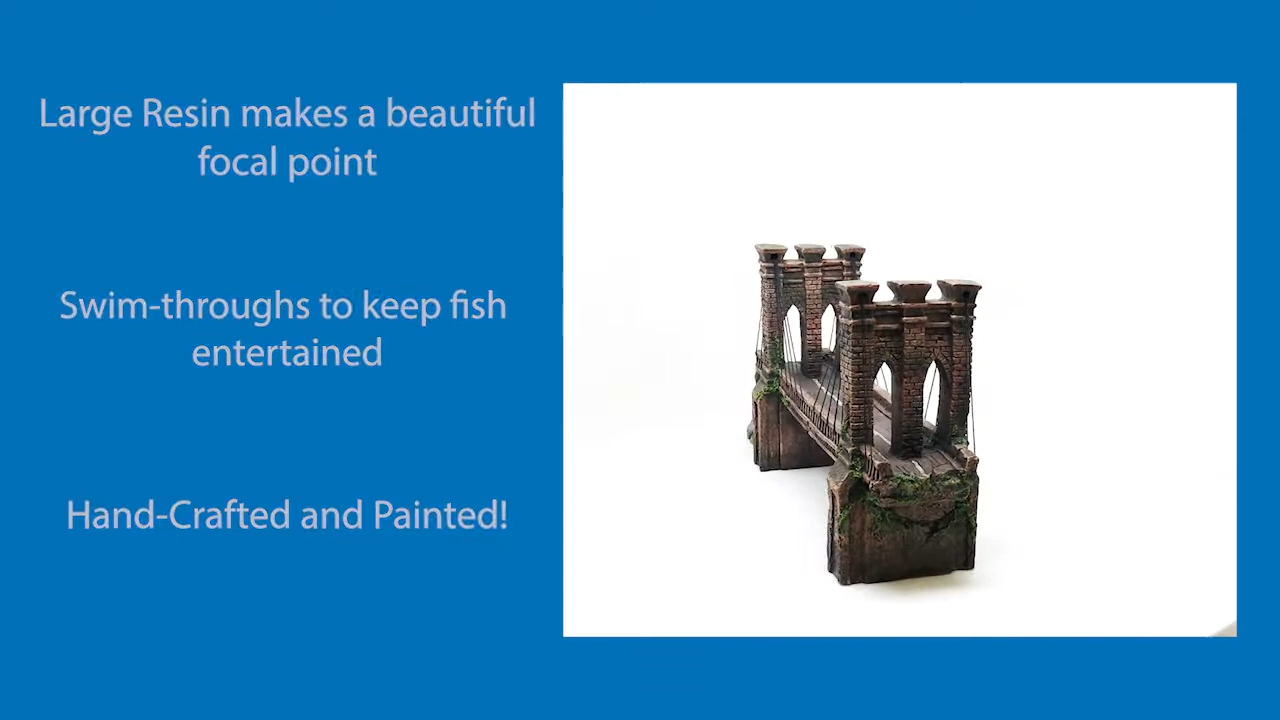 Large Resin makes a beautiful
focal point
Swim-throughs to keep fish
entertained
Hand-Crafted and Painted!